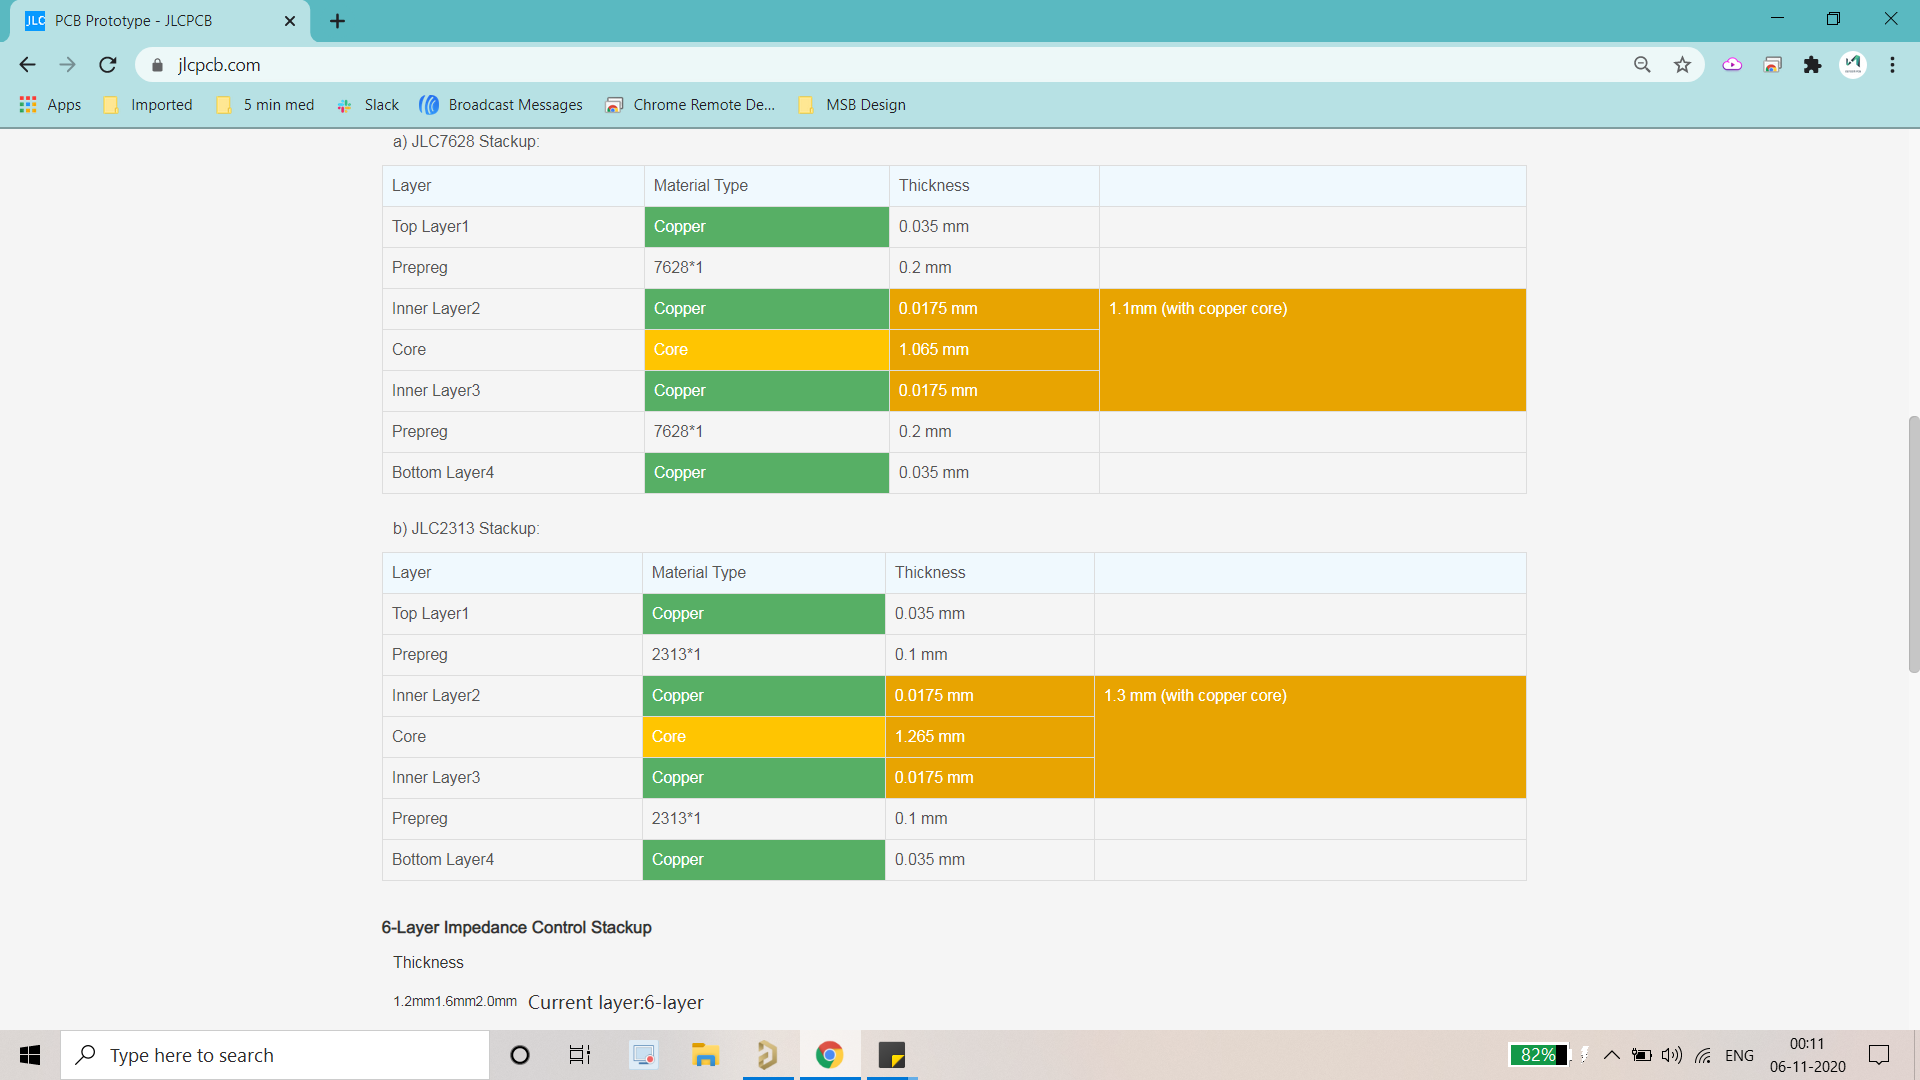 JLC PCB Prototype - JLCPCB
jlcpcb.com
Apps Imported 5 min med Slack Broadcast Messages Chrome Remote De... MSB Design
a) JLC7628 Stackup:
Layer Material Type Thickness
Top Layer1 Copper 0.035 mm
Prepreg 7628*1 0.2 mm
Inner Layer2 Copper 0.0175 mm 1.1mm (with copper core)
Core Core 1.065 mm
Inner Layer3 Copper 0.0175 mm
Prepreg 7628*1 0.2 mm
Bottom Layer4 Copper 0.035 mm
b) JLC2313 Stackup:
Layer Material Type Thickness
Top Layer1 Copper 0.035 mm
Prepreg 2313*1 0.1 mm
Inner Layer2 Copper 0.0175 mm 1.3 mm (with copper core)
Core Core 1.265 mm
Inner Layer3 Copper 0.0175 mm
Prepreg 2313*1 0.1 mm
Bottom Layer4 Copper 0.035 mm
6-Layer Impedance Control Stackup
Thickness
1.2mm1.6mm2.0mm Current layer:6-layer
Type here to search
82%
ENG
00:11
06-11-2020